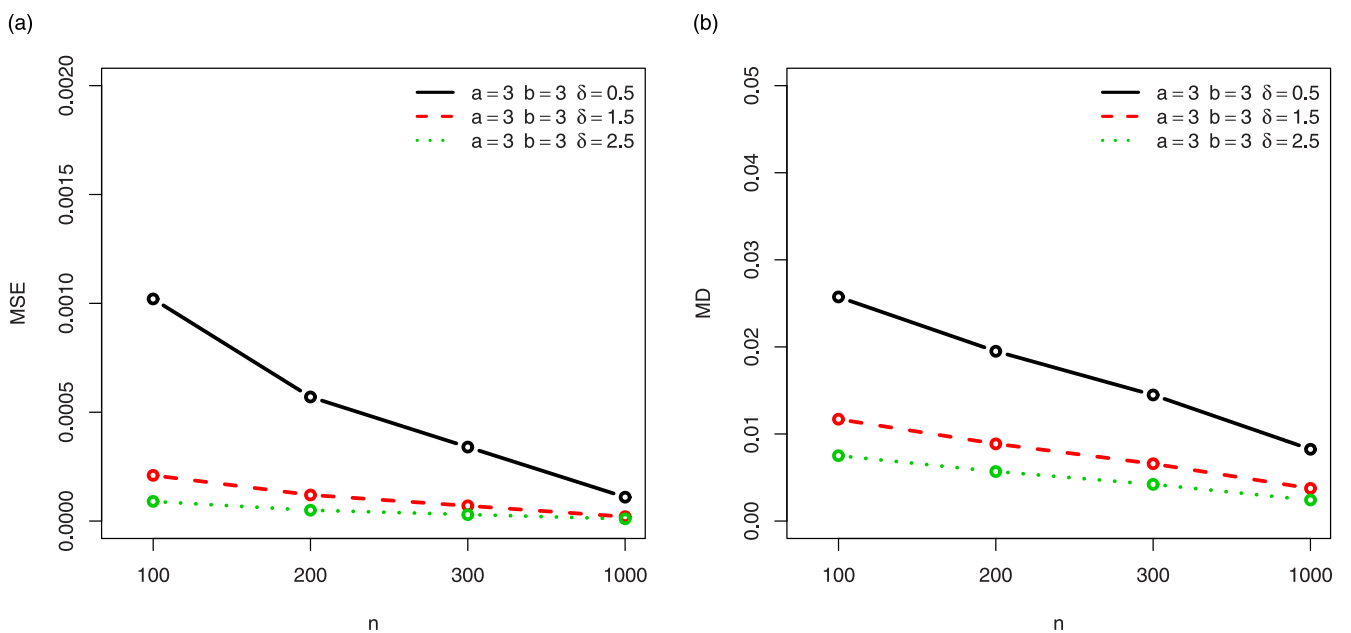 (a)
MSE
0.0020
0.0015
0.0010
0.0005
0.0000
a = 3 b = 3 δ = 0.5
a = 3 b = 3 δ = 1.5
a = 3 b = 3 δ = 2.5
100 200 300 1000
n
(b)
MD
0.05
0.04
0.03
0.02
0.01
0.00
a = 3 b = 3 δ = 0.5
a = 3 b = 3 δ = 1.5
a = 3 b = 3 δ = 2.5
100 200 300 1000
n